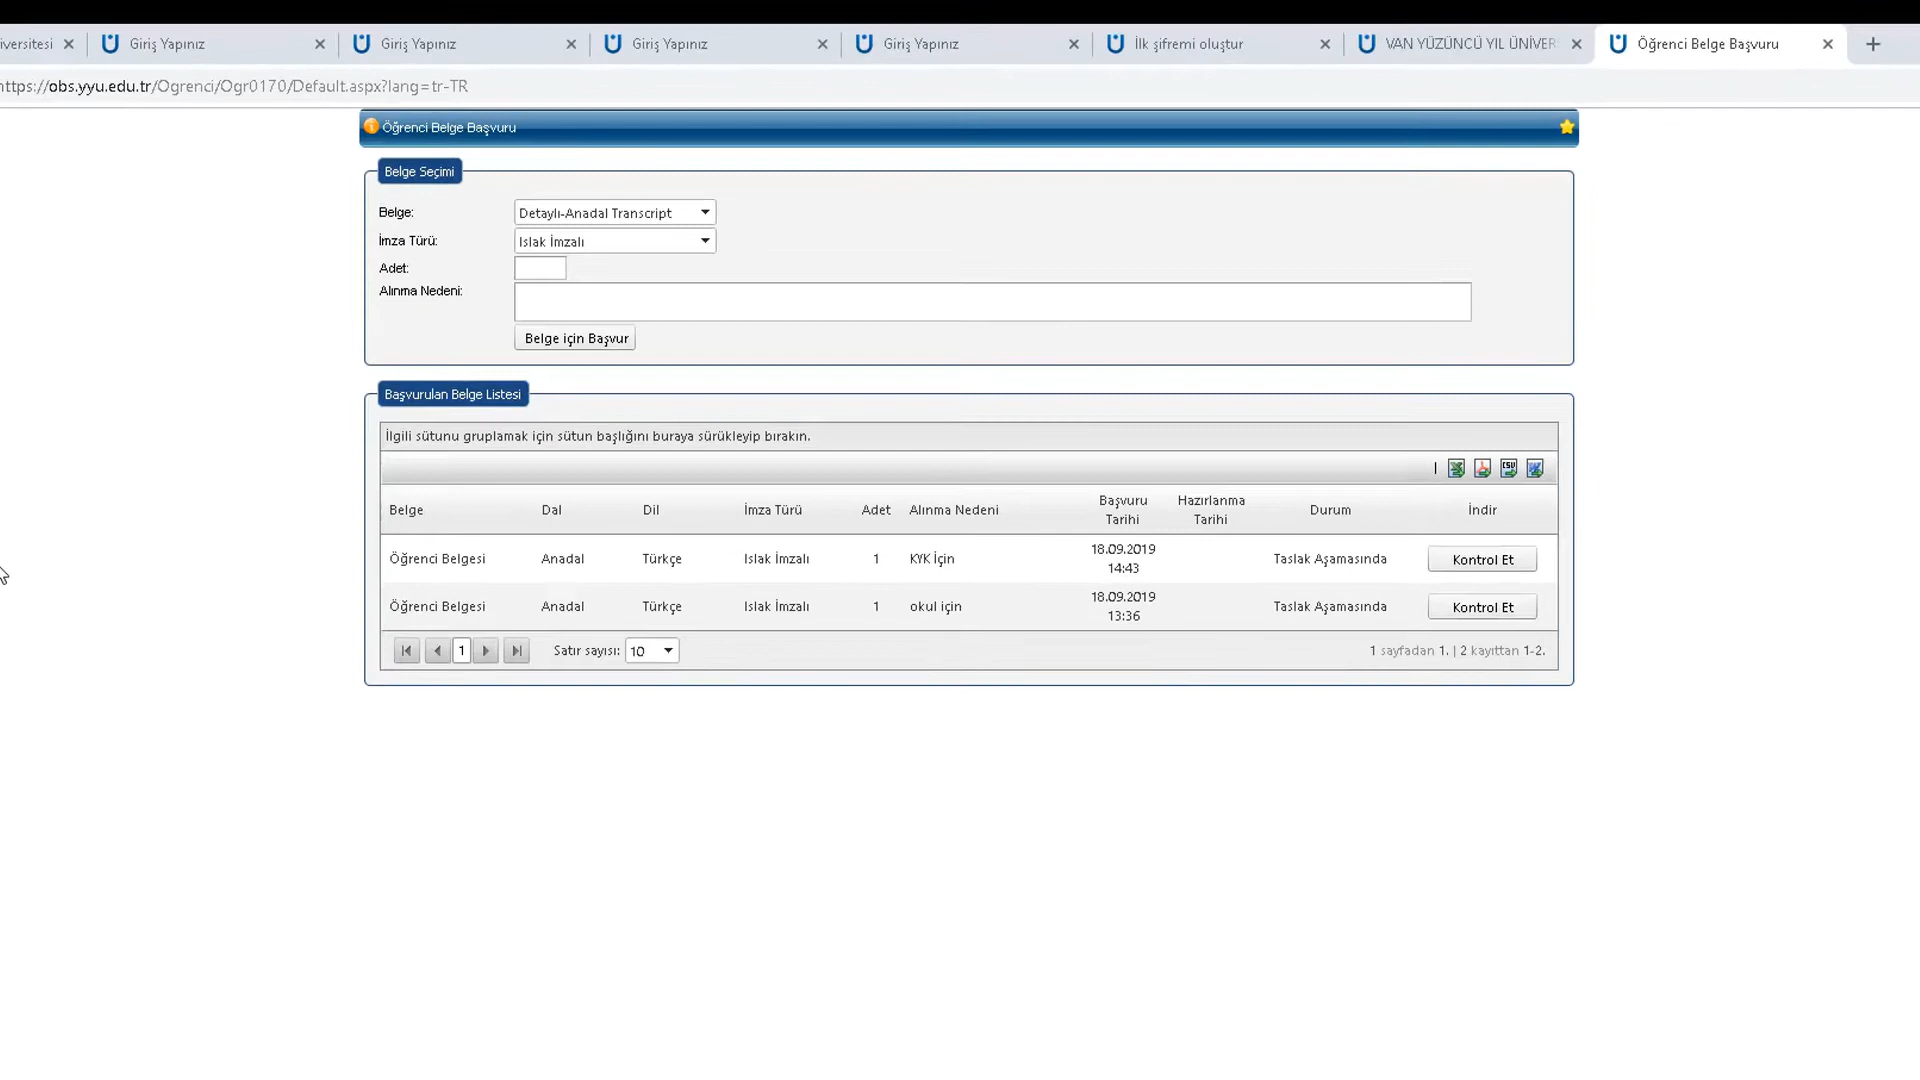 iversitesi
Giriş Yapınız
Giriş Yapınız
Giriş Yapınız
Giriş Yapınız
İlk şifremi oluştur
VAN YÜZÜNCÜ YIL ÜNİVER
Öğrenci Belge Başvuru
https://obs.yyu.edu.tr/Ogrenci/Ogr0170/Default.aspx?lang=tr-TR
Öğrenci Belge Başvuru
Belge Seçimi
Belge: Detaylı-Anadal Transcript
İmza Türü: Islak İmzalı
Adet:
Alınma Nedeni:
Belge için Başvur
Başvurulan Belge Listesi
İlgili sütunu gruplamak için sütun başlığını buraya sürükleyip bırakın.
CSV
Belge Dal Dil İmza Türü Adet Alınma Nedeni Başvuru Tarihi Hazırlanma Tarihi Durum İndir
Öğrenci Belgesi Anadal Türkçe Islak İmzalı 1 KYK İçin 18.09.2019 14:43 Taslak Aşamasında Kontrol Et
Öğrenci Belgesi Anadal Türkçe Islak İmzalı 1 okul için 18.09.2019 13:36 Taslak Aşamasında Kontrol Et
1 Satır sayısı: 10 1 sayfadan 1. | 2 kayıttan 1-2.